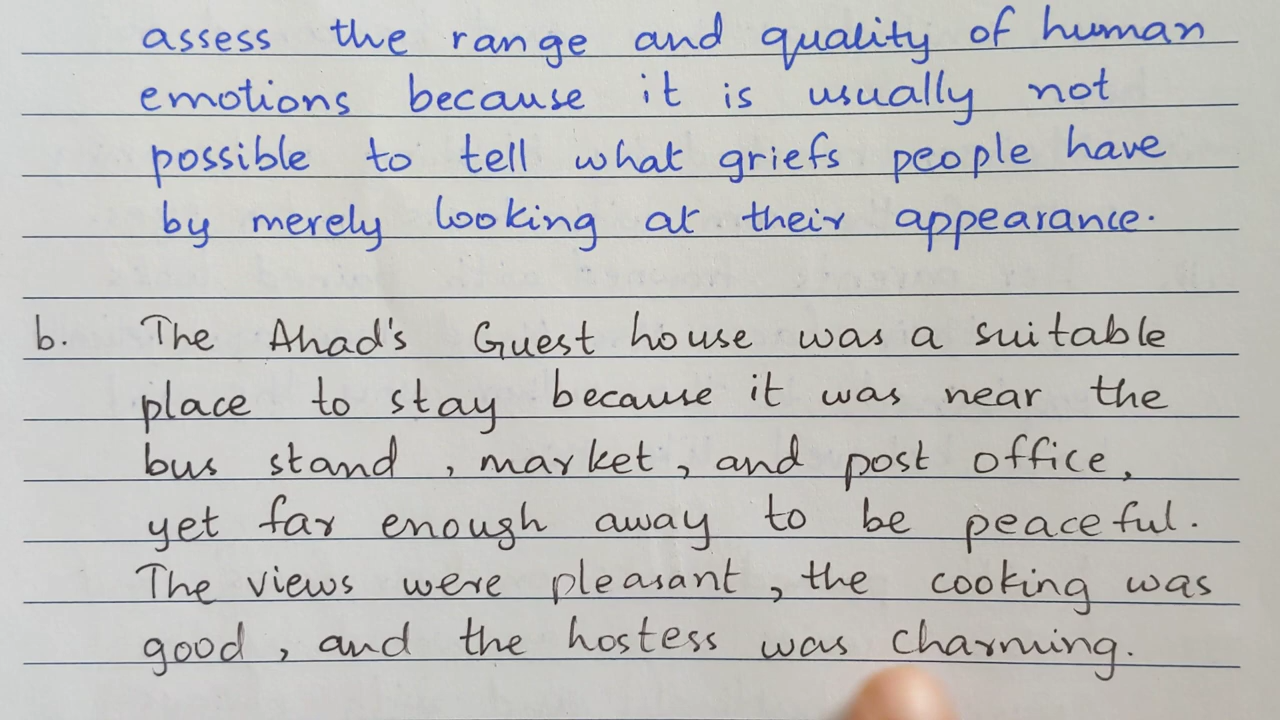 assess the range and quality of human
emotions because it is usually not
possible to tell what griefs people have
by merely looking at their appearance.
b. The Ahad's Guest house was a suitable
place to stay because it was near the
bus stand , market, and post office,
yet far enough away to be peaceful.
The views were pleasant, the cooking was
good, and the hostess was charming.